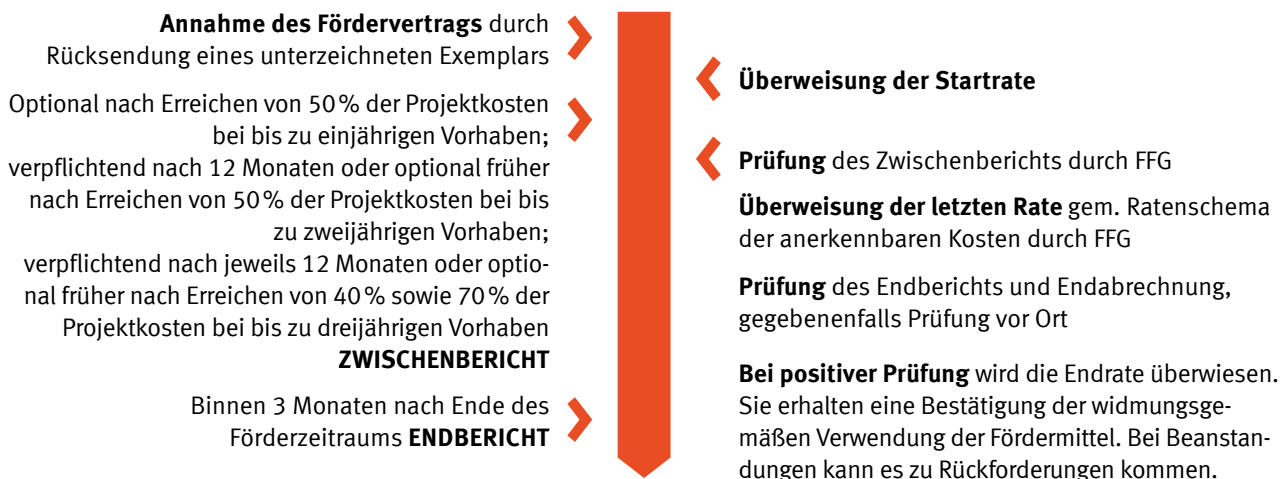 Annahme des Fördervertrags durch
Rücksendung eines unterzeichneten Exemplars
Optional nach Erreichen von 50 % der Projektkosten
bei bis zu einjährigen Vorhaben;
verpflichtend nach 12 Monaten oder optional früher
nach Erreichen von 50 % der Projektkosten bei bis
zu zweijährigen Vorhaben;
verpflichtend nach jeweils 12 Monaten oder optio-
nal früher nach Erreichen von 40 % sowie 70 % der
Projektkosten bei bis zu dreijährigen Vorhaben
ZWISCHENBERICHT
Binnen 3 Monaten nach Ende des
Förderzeitraums ENDBERICHT
Überweisung der Startrate
Prüfung des Zwischenberichts durch FFG
Überweisung der letzten Rate gem. Ratenschema
der anerkennbaren Kosten durch FFG
Prüfung des Endberichts und Endabrechnung,
gegebenenfalls Prüfung vor Ort
Bei positiver Prüfung wird die Endrate überwiesen.
Sie erhalten eine Bestätigung der widmungsge-
mäßen Verwendung der Fördermittel. Bei Beanstan-
dungen kann es zu Rückforderungen kommen.